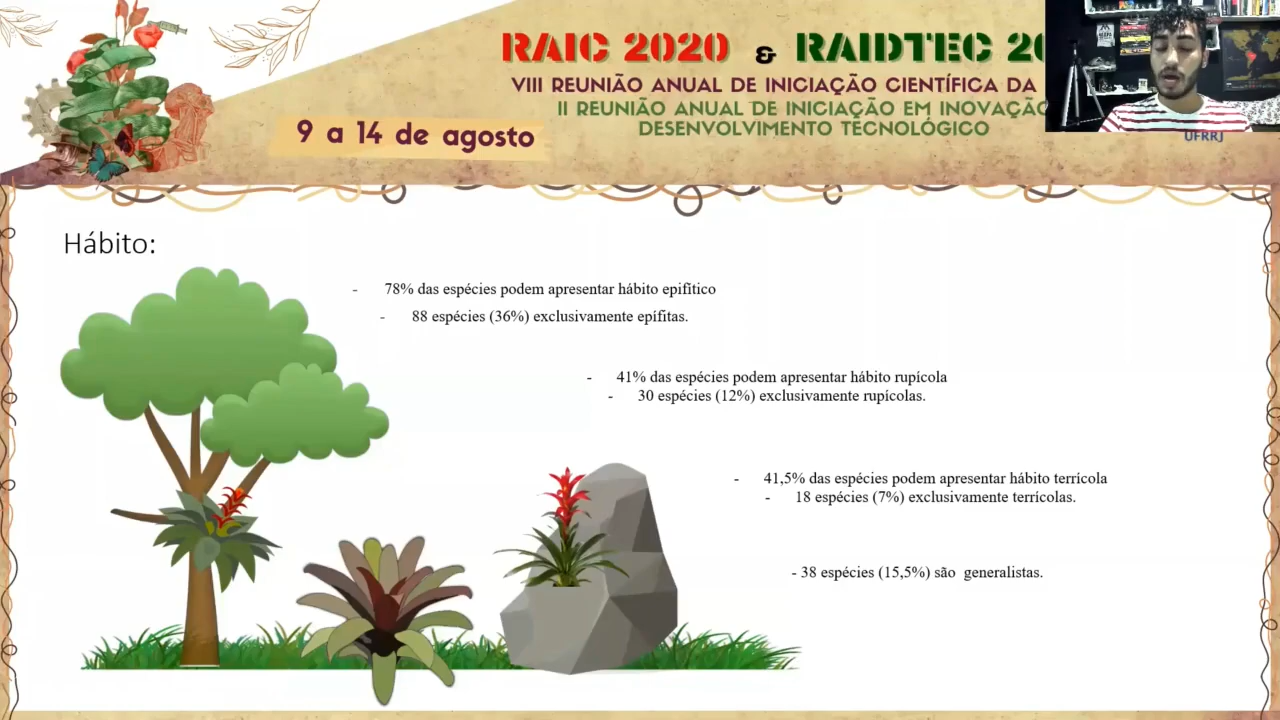 RAIC 2020 & RAIDTEC 20
VIII REUNIÃO ANUAL DE INICIAÇÃO CIENTÍFICA DA
II REUNIÃO ANUAL DE INICIAÇÃO EM INOVAÇÃO
DESENVOLVIMENTO TECNOLÓGICO
9 a 14 de agosto
UFRRJ
Hábito:
- 78% das espécies podem apresentar hábito epifítico
- 88 espécies (36%) exclusivamente epífitas.
- 41% das espécies podem apresentar hábito rupícola
- 30 espécies (12%) exclusivamente rupícolas.
- 41,5% das espécies podem apresentar hábito terrícola
- 18 espécies (7%) exclusivamente terrícolas.
- 38 espécies (15,5%) são generalistas.